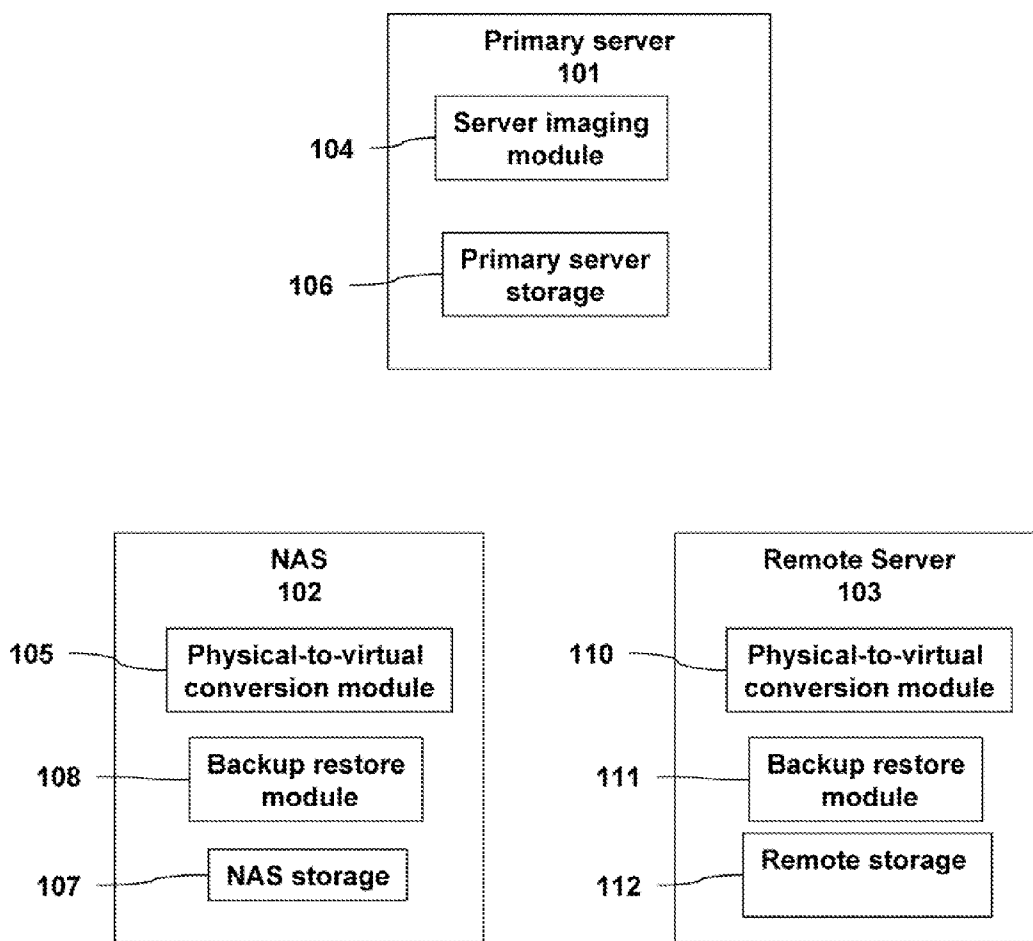 Primary server
101
104
Server imaging
module
106
Primary server
storage
NAS
102
105
Physical-to-virtual
conversion module
108
Backup restore
module
107
NAS storage
Remote Server
103
110
Physical-to-virtual
conversion module
111
Backup restore
module
112
Remote storage